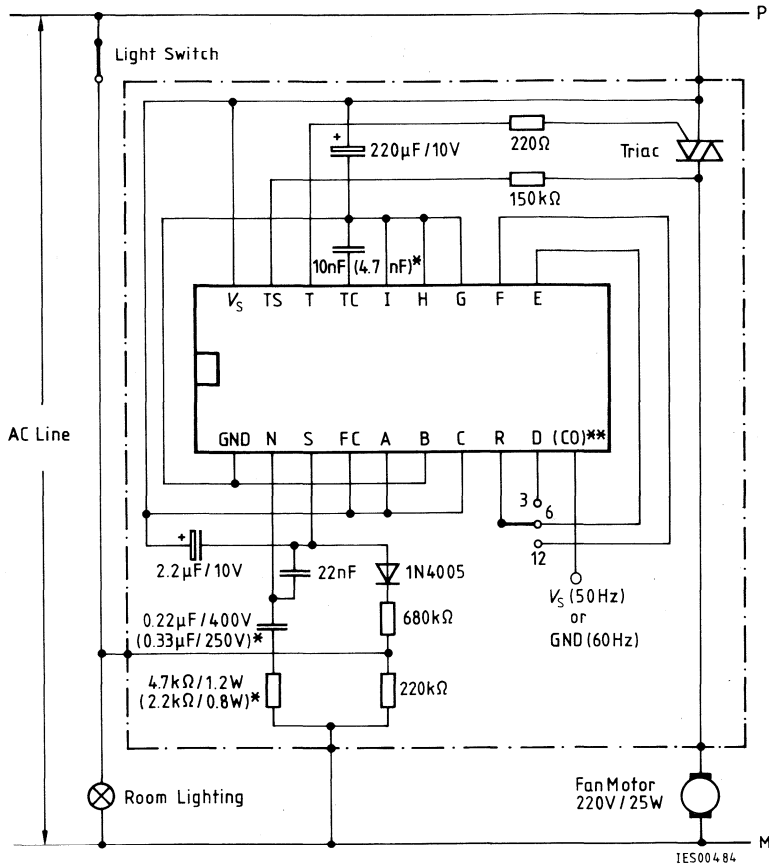 P
Light Switch
+
220µF/10V
220Ω
Triac
150kΩ
10nF (4.7 nF)*
V_S TS T TC I H G F E
AC Line
GND N S FC A B C R D (CO)**
3
6
12
+
2.2µF/10V
22nF
1N4005
0.22µF/400V
(0.33µF/250V)*
680kΩ
V_S (50Hz)
or
GND (60Hz)
4.7kΩ/1.2W
(2.2kΩ/0.8W)*
220kΩ
Room Lighting
Fan Motor
220V/25W
M
IES00484